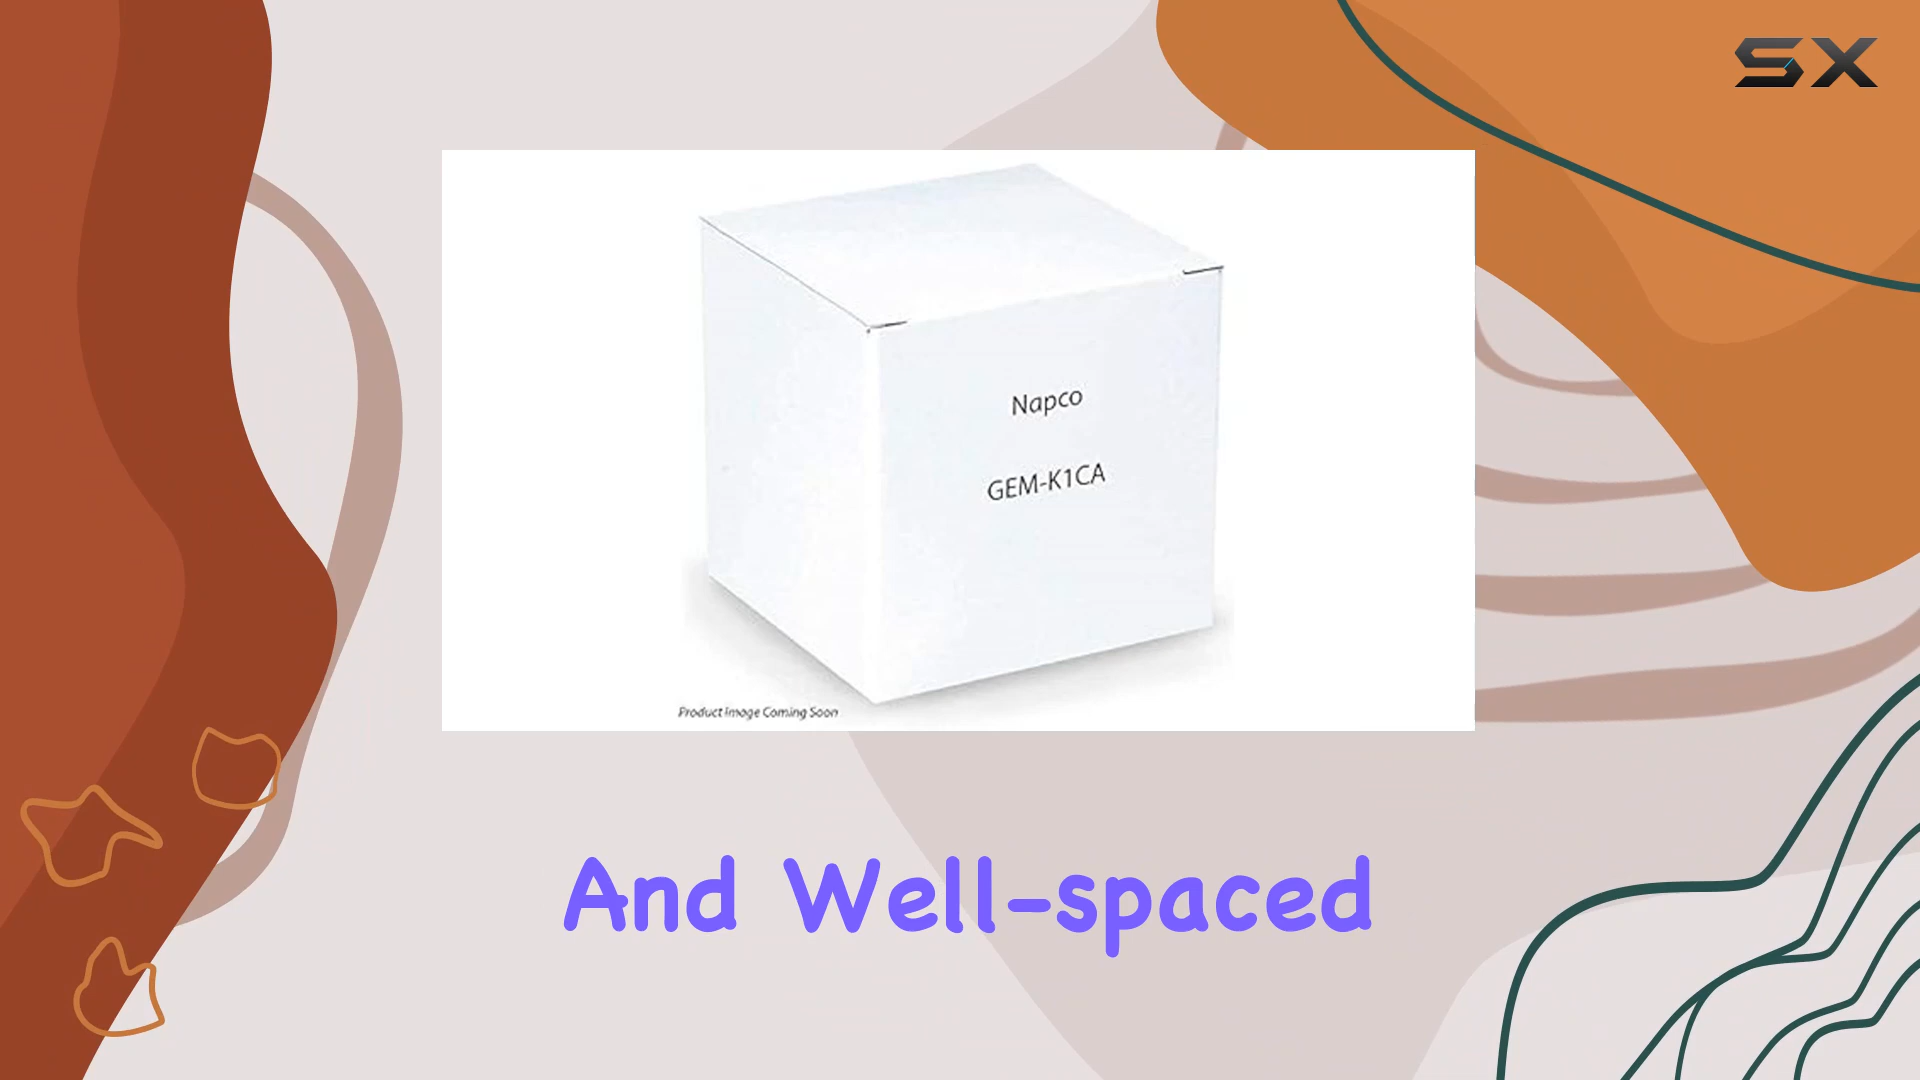 SX
Napco
GEM-K1CA
Product Image Coming Soon
And Well-spaced